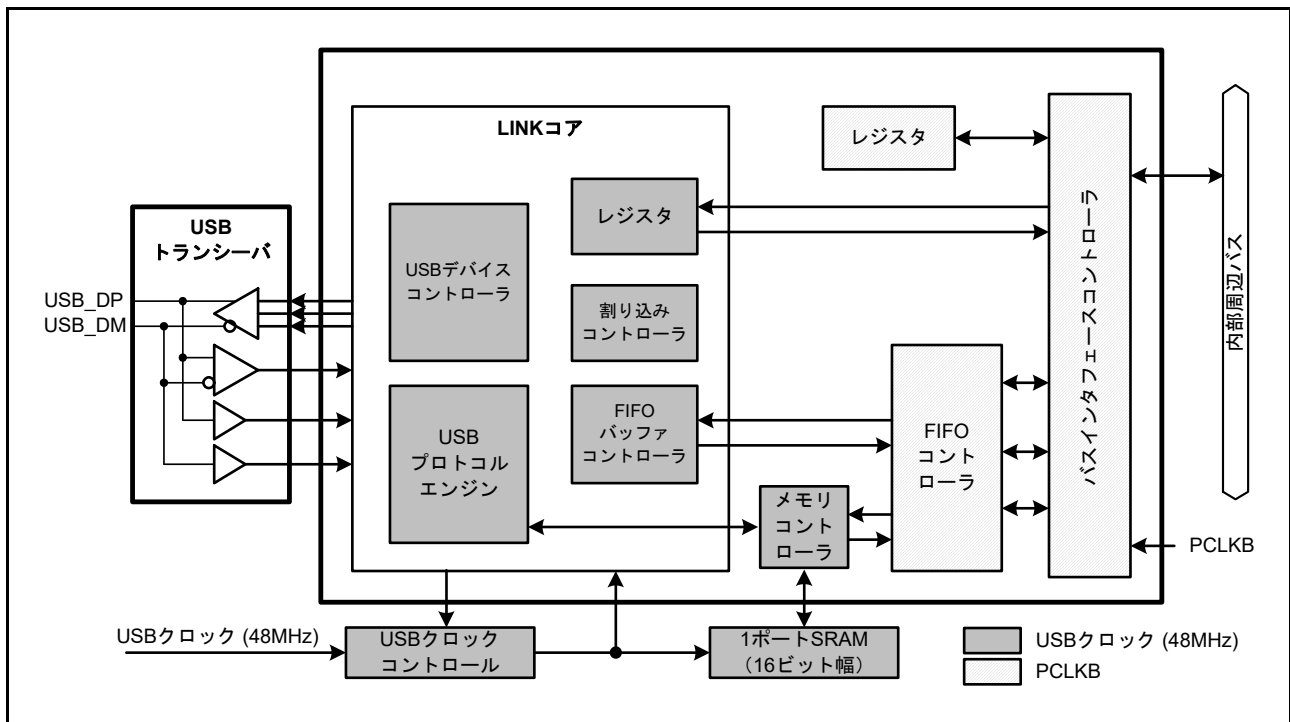 LINKコア
レジスタ
レジスタ
USBデバイス
コントローラ
割り込み
コントローラ
USB
プロトコル
エンジン
FIFO
バッファ
コントローラ
メモリ
コント
ローラ
FIFO
コント
ローラ
バスインタフェースコントローラ
内部周辺バス
PCLKB
USB
トランシーバ
USB_DP
USB_DM
USBクロック (48MHz)
USBクロック
コントロール
1ポートSRAM
（16ビット幅）
USBクロック (48MHz)
PCLKB